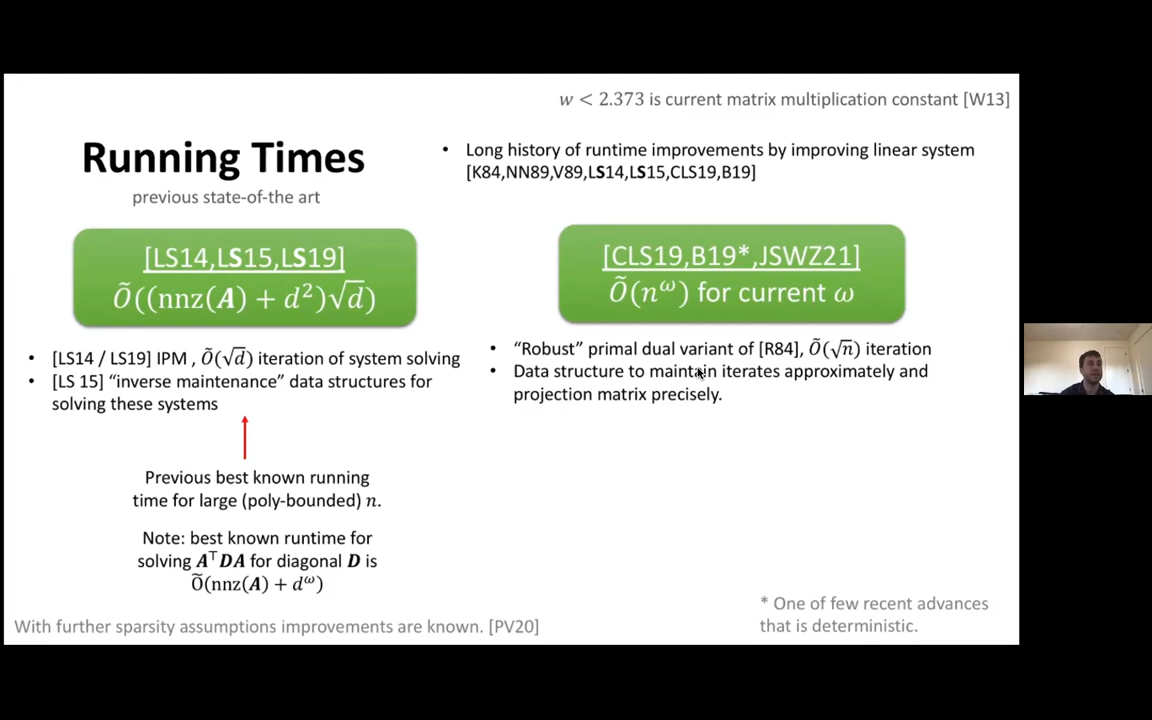 w < 2.373 is current matrix multiplication constant [W13]
Running Times
previous state-of-the art
• Long history of runtime improvements by improving linear system
[K84,NN89,V89,LS14,LS15,CLS19,B19]
[LS14,LS15,LS19]
Õ((nnz(A) + d²)√d)
• [LS14 / LS19] IPM , Õ(√d) iteration of system solving
• [LS 15] “inverse maintenance” data structures for
solving these systems
Previous best known running
time for large (poly-bounded) n.
Note: best known runtime for
solving AᵀDA for diagonal D is
Õ(nnz(A) + d^ω)
[CLS19,B19*,JSWZ21]
Õ(n^ω) for current ω
• “Robust” primal dual variant of [R84], Õ(√n) iteration
• Data structure to maintain iterates approximately and
projection matrix precisely.
* One of few recent advances
that is deterministic.
With further sparsity assumptions improvements are known. [PV20]